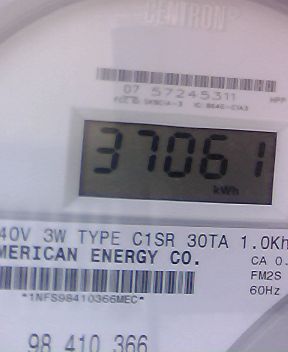 CENTRON®
07 57245311
37061
kWh
40V 3W TYPE C1SR 30TA 1.0Kh
MERICAN ENERGY CO.
CA 0.
FM2S
60Hz
*1NFS98410366MEC*
98 410 366